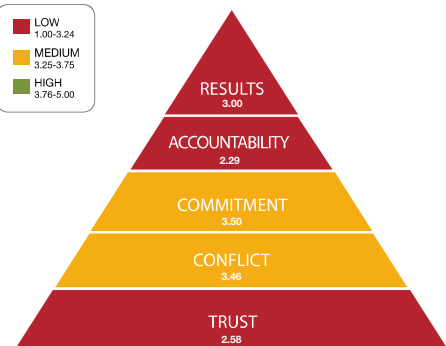 LOW
1.00-3.24
MEDIUM
3.25-3.75
HIGH
3.76-5.00
RESULTS
3.00
ACCOUNTABILITY
2.29
COMMITMENT
3.50
CONFLICT
3.46
TRUST
2.58